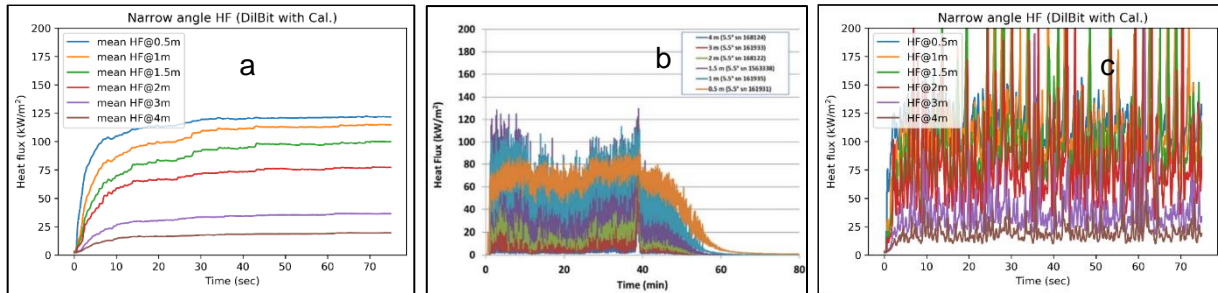 Narrow angle HF (DilBit with Cal.)
200
175
150
125
100
75
50
25
0
Heat flux (kW/m²)
mean HF@0.5m
mean HF@1m
mean HF@1.5m
mean HF@2m
mean HF@3m
mean HF@4m
a
0 10 20 30 40 50 60 70
Time (sec)
200
180
160
140
120
100
80
60
40
20
0
Heat Flux (kW/m²)
b
4 m (5.5° sn 168124)
3 m (5.5° sn 161933)
2 m (5.5° sn 168122)
1.5 m (5.5° sn 1563338)
1 m (5.5° sn 161935)
0.5 m (5.5° sn 161931)
0 20 40 60 80
Time (min)
Narrow angle HF (DilBit with Cal.)
200
175
150
125
100
75
50
25
0
Heat flux (kW/m²)
HF@0.5m
HF@1m
HF@1.5m
HF@2m
HF@3m
HF@4m
c
0 10 20 30 40 50 60 70
Time (sec)